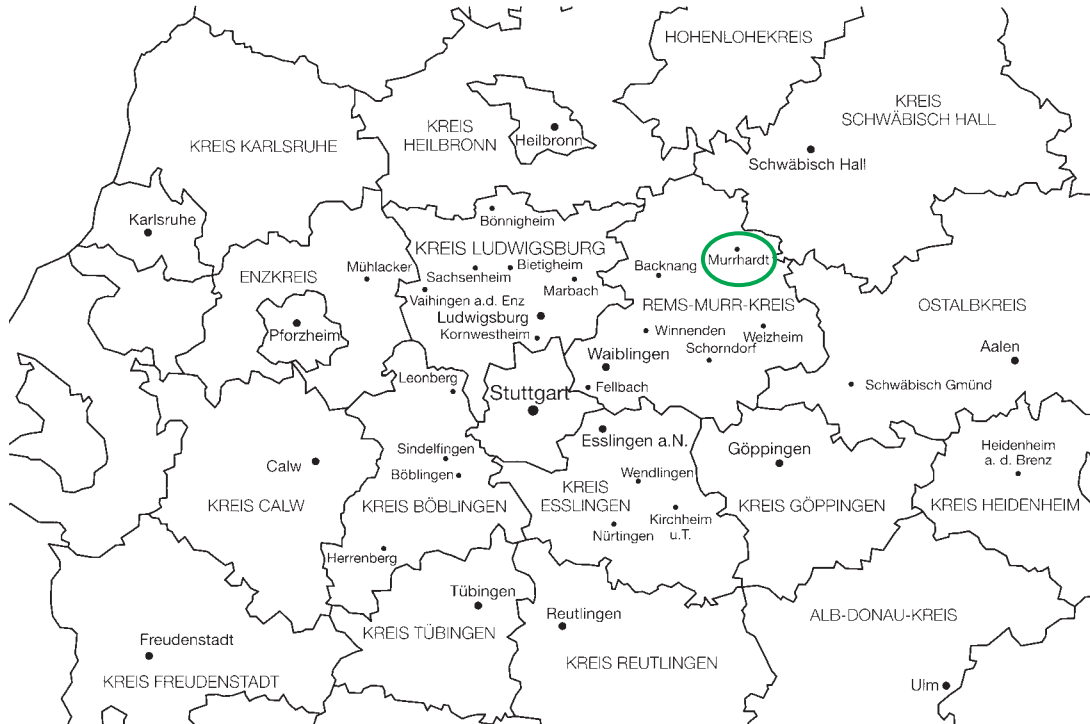 HOHENLOHEKREIS
KREIS
SCHWÄBISCH HALL
KREIS
HEILBRONN
Heilbronn
KREIS KARLSRUHE
Schwäbisch Hall
Karlsruhe
Bönnigheim
KREIS LUDWIGSBURG
Murrhardt
Backnang
ENZKREIS
Mühlacker
Sachsenheim
Bietigheim
Marbach
Vaihingen a.d. Enz
REMS-MURR-KREIS
OSTALBKREIS
Ludwigsburg
Pforzheim
Kornwestheim
Winnenden
Welzheim
Schorndorf
Aalen
Waiblingen
Leonberg
Stuttgart
Fellbach
Schwäbisch Gmünd
Esslingen a.N.
Göppingen
Sindelfingen
Heidenheim
a. d. Brenz
Calw
Böblingen
Wendlingen
KREIS
ESSLINGEN
KREIS CALW
KREIS BÖBLINGEN
KREIS GÖPPINGEN
KREIS HEIDENHEIM
Kirchheim
u.T.
Nürtingen
Herrenberg
Tübingen
Reutlingen
ALB-DONAU-KREIS
KREIS TÜBINGEN
Freudenstadt
KREIS REUTLINGEN
KREIS FREUDENSTADT
Ulm